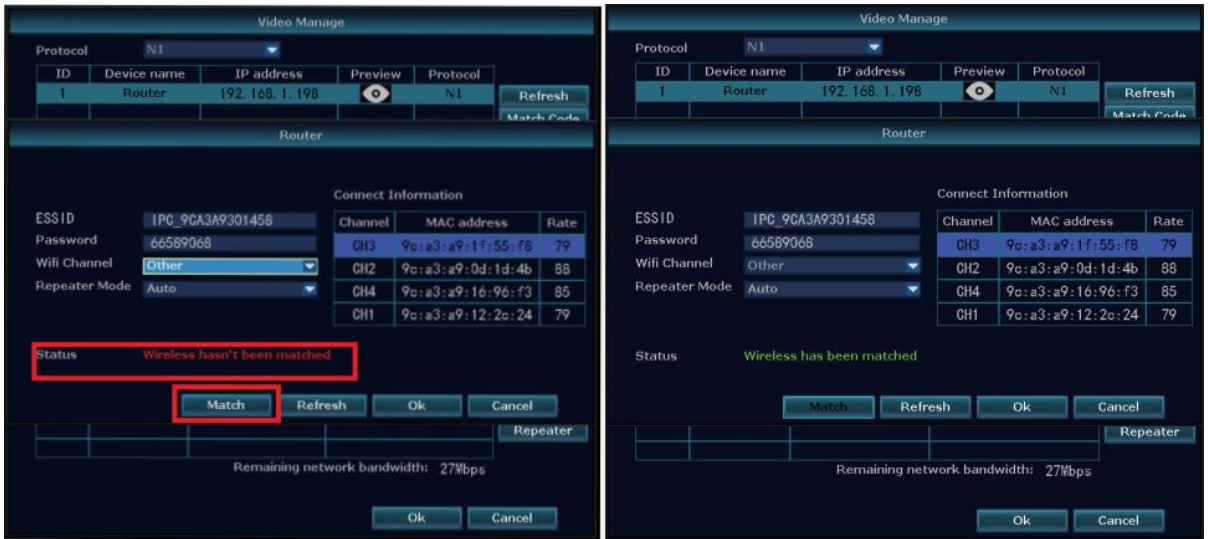 Video Manage
Protocol N1
ID Device name IP address Preview Protocol
1 Router 192.168.1.198 N1 Refresh
Match Code
Router
Connect Information
ESSID IPC_9CA3A9301458 Channel MAC address Rate
Password 66589068 CH3 9c:a3:a9:1f:55:f8 79
Wifi Channel Other CH2 9c:a3:a9:0d:1d:4b 88
Repeater Mode Auto CH4 9c:a3:a9:16:96:f3 85
CH1 9c:a3:a9:12:2c:24 79
Status Wireless hasn't been matched
Match Refresh Ok Cancel
Repeater
Remaining network bandwidth: 27Mbps
Ok Cancel
Video Manage
Protocol N1
ID Device name IP address Preview Protocol
1 Router 192.168.1.198 N1 Refresh
Match Code
Router
Connect Information
ESSID IPC_9CA3A9301458 Channel MAC address Rate
Password 66589068 CH3 9c:a3:a9:1f:55:f8 79
Wifi Channel Other CH2 9c:a3:a9:0d:1d:4b 88
Repeater Mode Auto CH4 9c:a3:a9:16:96:f3 85
CH1 9c:a3:a9:12:2c:24 79
Status Wireless has been matched
Match Refresh Ok Cancel
Repeater
Remaining network bandwidth: 27Mbps
Ok Cancel